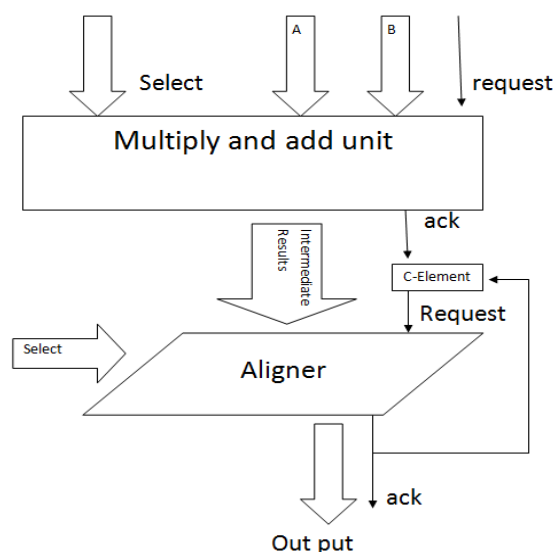 A
B
Select
request
Multiply and add unit
ack
Intermediate
Results
C-Element
Request
Select
Aligner
ack
Out put